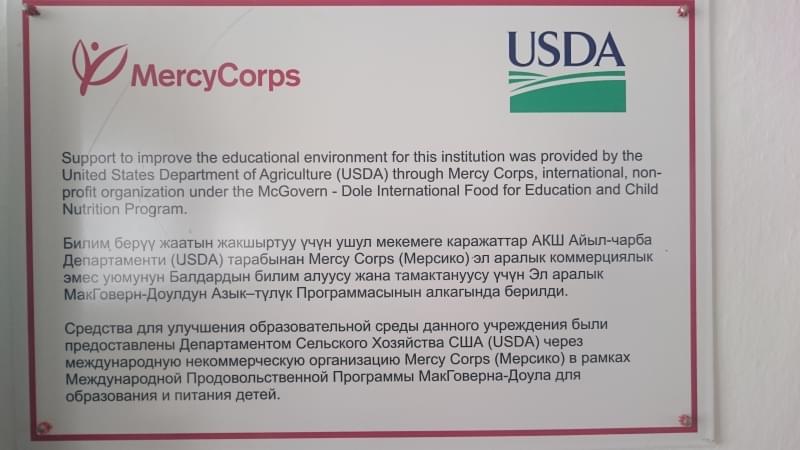 MercyCorps
USDA
Support to improve the educational environment for this institution was provided by the
United States Department of Agriculture (USDA) through Mercy Corps, international, non-
profit organization under the McGovern - Dole International Food for Education and Child
Nutrition Program.
Билим берүү жаатын жакшыртуу үчүн ушул мекемеге каражаттар АКШ Айыл-чарба
Департаменти (USDA) тарабынан Mercy Corps (Мерсико) эл аралык коммерциялык
эмес уюмунун Балдардын билим алуусу жана тамактануусу үчүн Эл аралык
МакГоверн-Доулдун Азык–түлүк Программасынын алкагында берилди.
Средства для улучшения образовательной среды данного учреждения были
предоставлены Департаментом Сельского Хозяйства США (USDA) через
международную некоммерческую организацию Mercy Corps (Мерсико) в рамках
Международной Продовольственной Программы МакГоверна-Доула для
образования и питания детей.